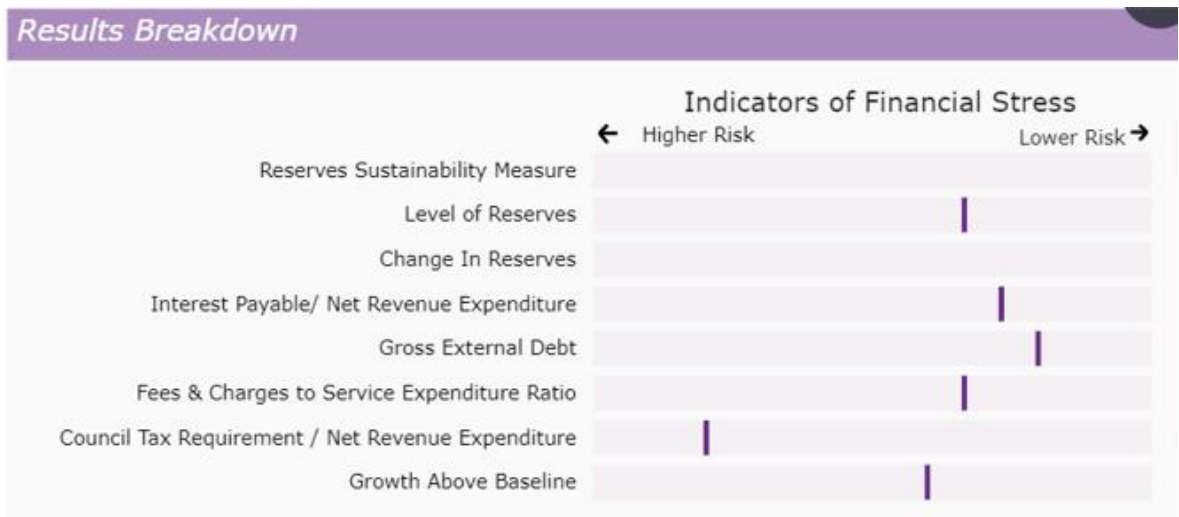 Results Breakdown
Indicators of Financial Stress
← Higher Risk Lower Risk →
Reserves Sustainability Measure
Level of Reserves
Change In Reserves
Interest Payable/ Net Revenue Expenditure
Gross External Debt
Fees & Charges to Service Expenditure Ratio
Council Tax Requirement / Net Revenue Expenditure
Growth Above Baseline